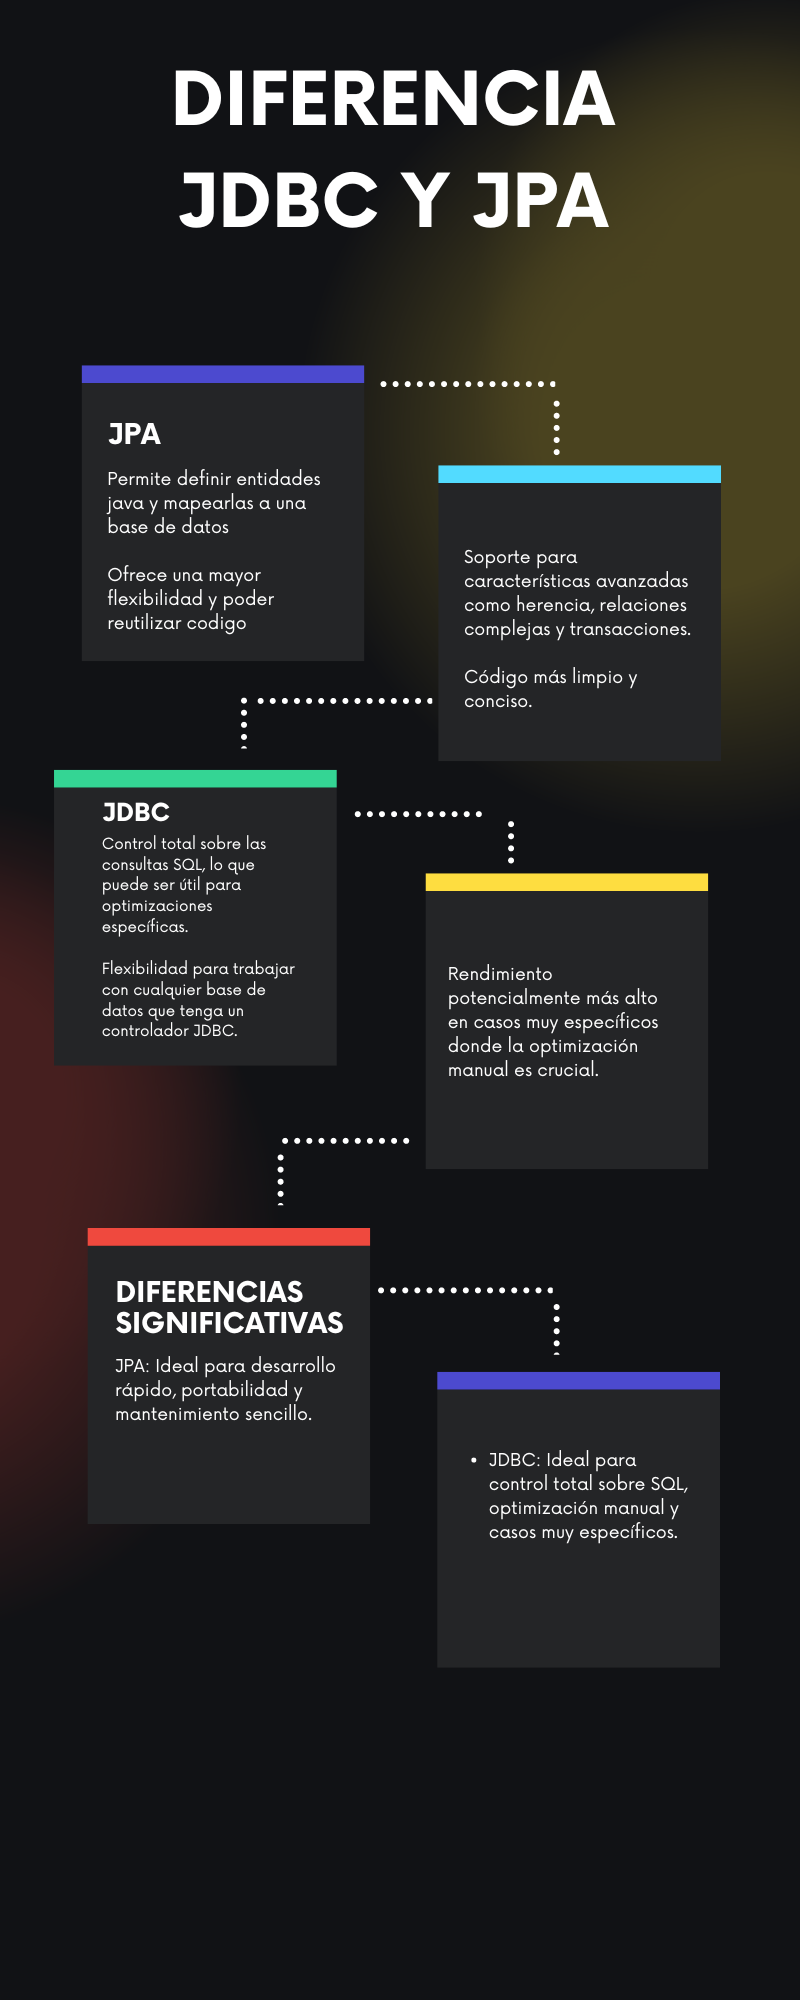 DIFERENCIA
JDBC Y JPA
JPA
Permite definir entidades
java y mapearlas a una
base de datos
Ofrece una mayor
flexibilidad y poder
reutilizar codigo
Soporte para
características avanzadas
como herencia, relaciones
complejas y transacciones.
Código más limpio y
conciso.
JDBC
Control total sobre las
consultas SQL, lo que
puede ser útil para
optimizaciones
específicas.
Flexibilidad para trabajar
con cualquier base de
datos que tenga un
controlador JDBC.
Rendimiento
potencialmente más alto
en casos muy específicos
donde la optimización
manual es crucial.
DIFERENCIAS
SIGNIFICATIVAS
JPA: Ideal para desarrollo
rápido, portabilidad y
mantenimiento sencillo.
• JDBC: Ideal para
control total sobre SQL,
optimización manual y
casos muy específicos.